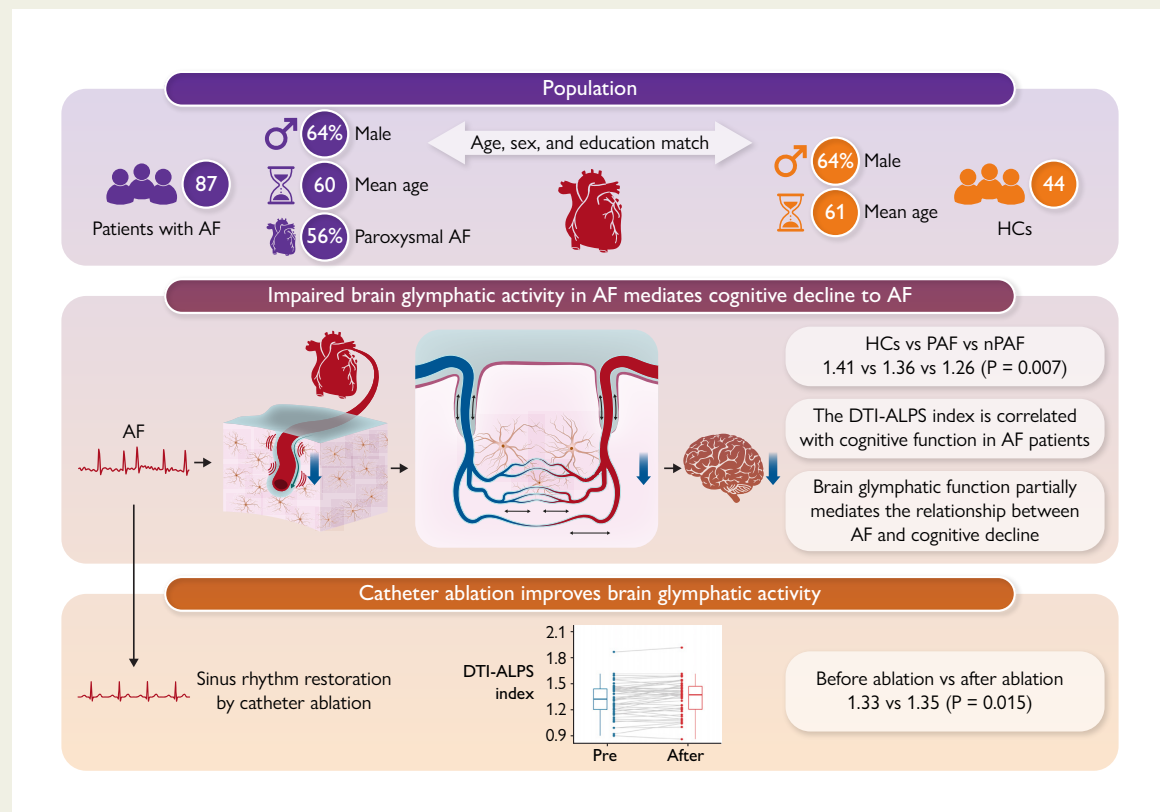 Population
64% Male
Age, sex, and education match
87
60 Mean age
Patients with AF
56% Paroxysmal AF
64% Male
61 Mean age
44
HCs
Impaired brain glymphatic activity in AF mediates cognitive decline to AF
AF
HCs vs PAF vs nPAF
1.41 vs 1.36 vs 1.26 (P = 0.007)
The DTI-ALPS index is correlated
with cognitive function in AF patients
Brain glymphatic function partially
mediates the relationship between
AF and cognitive decline
Catheter ablation improves brain glymphatic activity
Sinus rhythm restoration
by catheter ablation
DTI-ALPS
index
2.1
1.8
1.5
1.2
0.9
Pre After
Before ablation vs after ablation
1.33 vs 1.35 (P = 0.015)